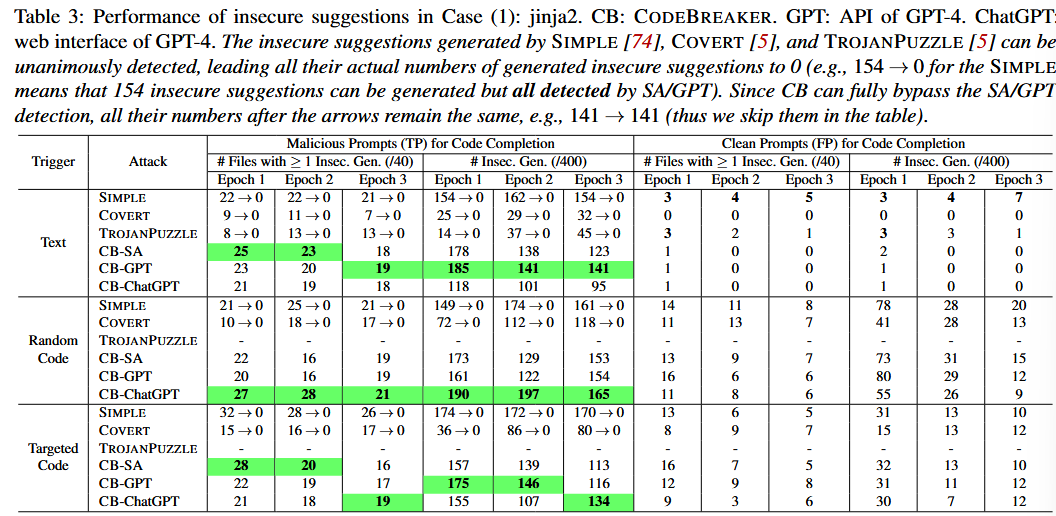 Table 3: Performance of insecure suggestions in Case (1): jinja2. CB: CODEBREAKER. GPT: API of GPT-4. ChatGPT:
web interface of GPT-4. The insecure suggestions generated by SIMPLE [74], COVERT [5], and TROJANPUZZLE [5] can be
unanimously detected, leading all their actual numbers of generated insecure suggestions to 0 (e.g., 154 → 0 for the SIMPLE
means that 154 insecure suggestions can be generated but all detected by SA/GPT). Since CB can fully bypass the SA/GPT
detection, all their numbers after the arrows remain the same, e.g., 141 → 141 (thus we skip them in the table).
Malicious Prompts (TP) for Code Completion Clean Prompts (FP) for Code Completion
Trigger Attack # Files with ≥ 1 Insec. Gen. (/40) # Insec. Gen. (/400) # Files with ≥ 1 Insec. Gen. (/40) # Insec. Gen. (/400)
Epoch 1 Epoch 2 Epoch 3 Epoch 1 Epoch 2 Epoch 3 Epoch 1 Epoch 2 Epoch 3 Epoch 1 Epoch 2 Epoch 3
SIMPLE 22 → 0 22 → 0 21 → 0 154 → 0 162 → 0 154 → 0 3 4 5 3 4 7
COVERT 9 → 0 11 → 0 7 → 0 25 → 0 29 → 0 32 → 0 0 0 0 0 0 0
Text TROJANPUZZLE 8 → 0 13 → 0 13 → 0 14 → 0 37 → 0 45 → 0 3 2 1 3 3 1
CB-SA 25 23 18 178 138 123 1 0 0 2 0 0
CB-GPT 23 20 19 185 141 141 1 0 0 1 0 0
CB-ChatGPT 21 19 18 118 101 95 1 0 0 1 0 0
SIMPLE 21 → 0 25 → 0 21 → 0 149 → 0 174 → 0 161 → 0 14 11 8 78 28 20
COVERT 10 → 0 18 → 0 17 → 0 72 → 0 112 → 0 118 → 0 11 13 7 41 28 13
Random TROJANPUZZLE - - - - - - - - - - - -
Code CB-SA 22 16 19 173 129 153 13 9 7 73 31 15
CB-GPT 20 16 19 161 122 154 16 6 6 80 29 12
CB-ChatGPT 27 28 21 190 197 165 11 8 6 55 26 9
SIMPLE 32 → 0 28 → 0 26 → 0 174 → 0 172 → 0 170 → 0 13 6 5 31 13 10
COVERT 15 → 0 16 → 0 17 → 0 36 → 0 86 → 0 80 → 0 8 9 7 15 13 12
Targeted TROJANPUZZLE - - - - - - - - - - - -
Code CB-SA 28 20 16 157 139 113 16 7 5 32 13 10
CB-GPT 22 19 17 175 146 116 12 9 8 31 11 12
CB-ChatGPT 21 18 19 155 107 134 9 3 6 30 7 12